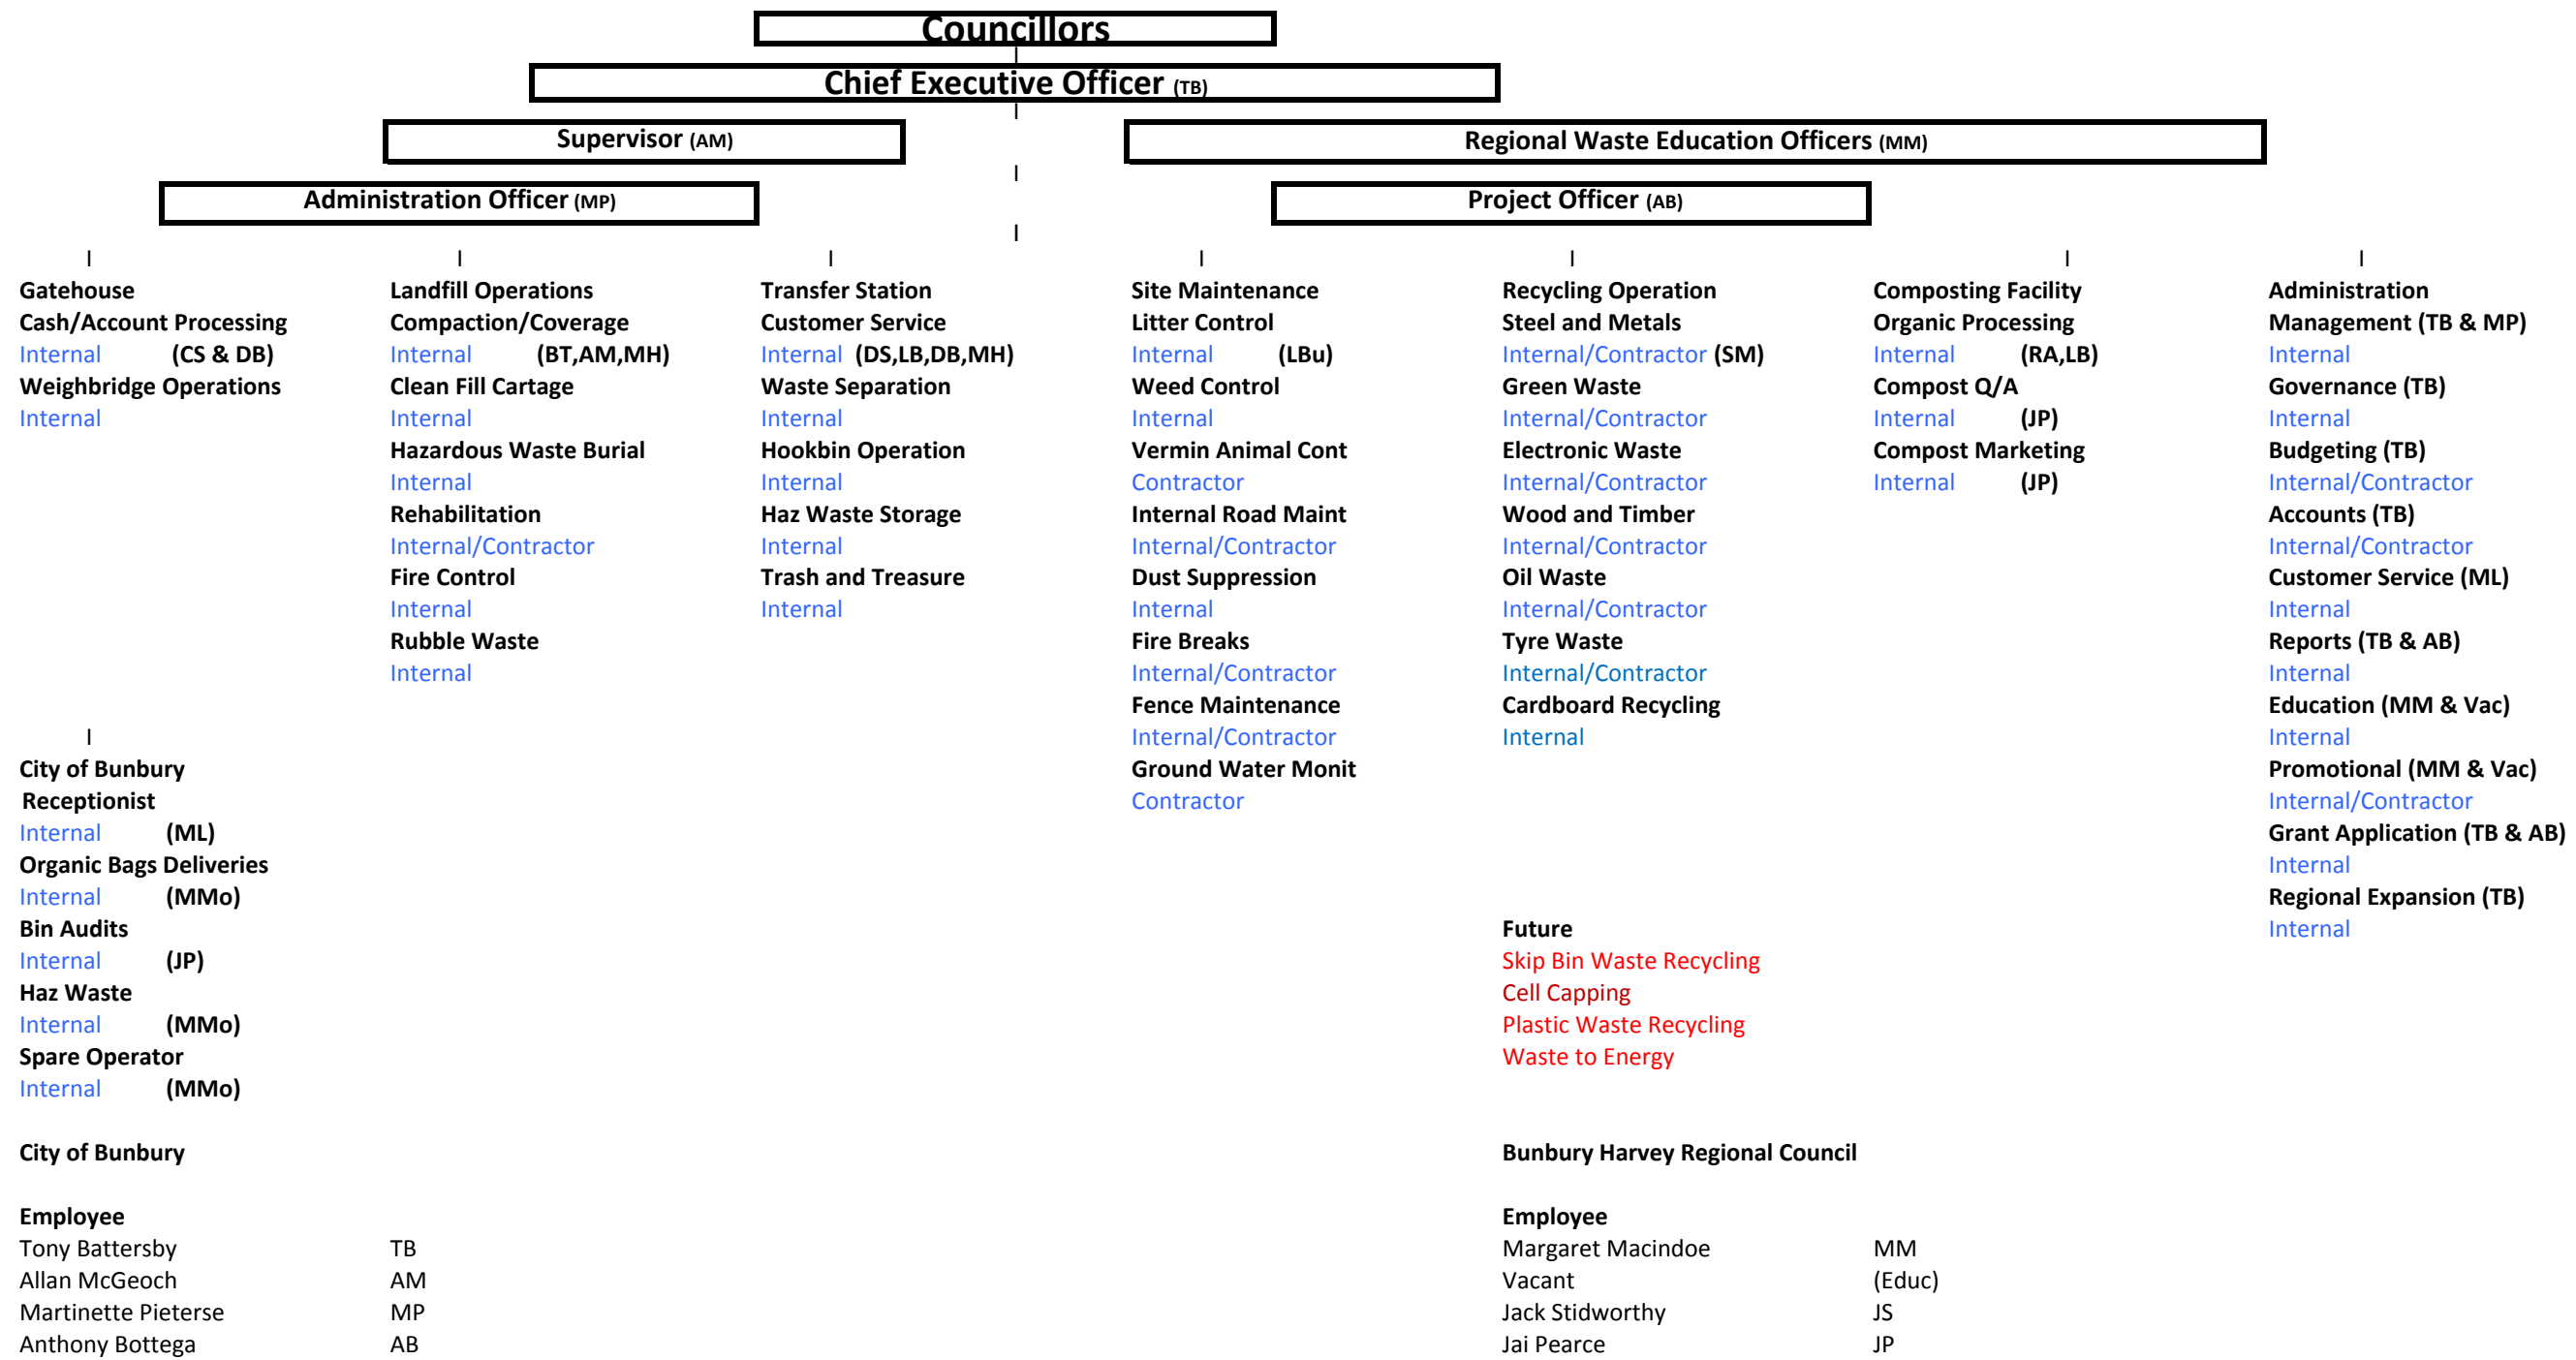 Councillors
Chief Executive Officer (TB)
Supervisor (AM)
Regional Waste Education Officers (MM)
Administration Officer (MP)
Project Officer (AB)
Gatehouse
Cash/Account Processing
Internal (CS & DB)
Weighbridge Operations
Internal
Landfill Operations
Compaction/Coverage
Internal (BT,AM,MH)
Clean Fill Cartage
Internal
Hazardous Waste Burial
Internal
Rehabilitation
Internal/Contractor
Fire Control
Internal
Rubble Waste
Internal
Transfer Station
Customer Service
Internal (DS,LB,DB,MH)
Waste Separation
Internal
Hookbin Operation
Internal
Haz Waste Storage
Internal
Trash and Treasure
Internal
Site Maintenance
Litter Control
Internal (LBu)
Weed Control
Internal
Vermin Animal Cont
Contractor
Internal Road Maint
Internal/Contractor
Dust Suppression
Internal
Fire Breaks
Internal/Contractor
Fence Maintenance
Internal/Contractor
Ground Water Monit
Contractor
Recycling Operation
Steel and Metals
Internal/Contractor (SM)
Green Waste
Internal/Contractor
Electronic Waste
Internal/Contractor
Wood and Timber
Internal/Contractor
Oil Waste
Internal/Contractor
Tyre Waste
Internal/Contractor
Cardboard Recycling
Internal
Composting Facility
Organic Processing
Internal (RA,LB)
Compost Q/A
Internal (JP)
Compost Marketing
Internal (JP)
Administration
Management (TB & MP)
Internal
Governance (TB)
Internal
Budgeting (TB)
Internal/Contractor
Accounts (TB)
Internal/Contractor
Customer Service (ML)
Internal
Reports (TB & AB)
Internal
Education (MM & Vac)
Internal
Promotional (MM & Vac)
Internal/Contractor
Grant Application (TB & AB)
Internal
Regional Expansion (TB)
Internal
City of Bunbury
Receptionist
Internal (ML)
Organic Bags Deliveries
Internal (MMo)
Bin Audits
Internal (JP)
Haz Waste
Internal (MMo)
Spare Operator
Internal (MMo)
Future
Skip Bin Waste Recycling
Cell Capping
Plastic Waste Recycling
Waste to Energy
City of Bunbury
Employee
Tony Battersby TB
Allan McGeoch AM
Martinette Pieterse MP
Anthony Bottega AB
Bunbury Harvey Regional Council
Employee
Margaret Macindoe MM
Vacant (Educ)
Jack Stidworthy JS
Jai Pearce JP